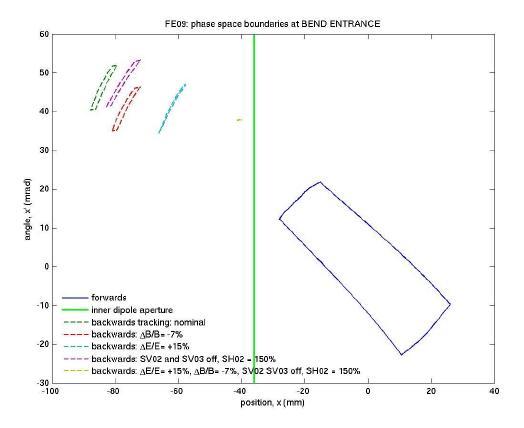 FE09: phase space boundaries at BEND ENTRANCE
60
50
40
30
20
10
0
-10
-20
-30
angle, x' (mrad)
forwards
inner dipole aperture
backwards tracking: nominal
backwards: ΔB/B= -7%
backwards: ΔE/E= +15%
backwards: SV02 and SV03 off, SH02 = 150%
backwards: ΔE/E= +15%, ΔB/B= -7%, SV02 SV03 off, SH02 = 150%
-100 -80 -60 -40 -20 0 20 40
position, x (mm)